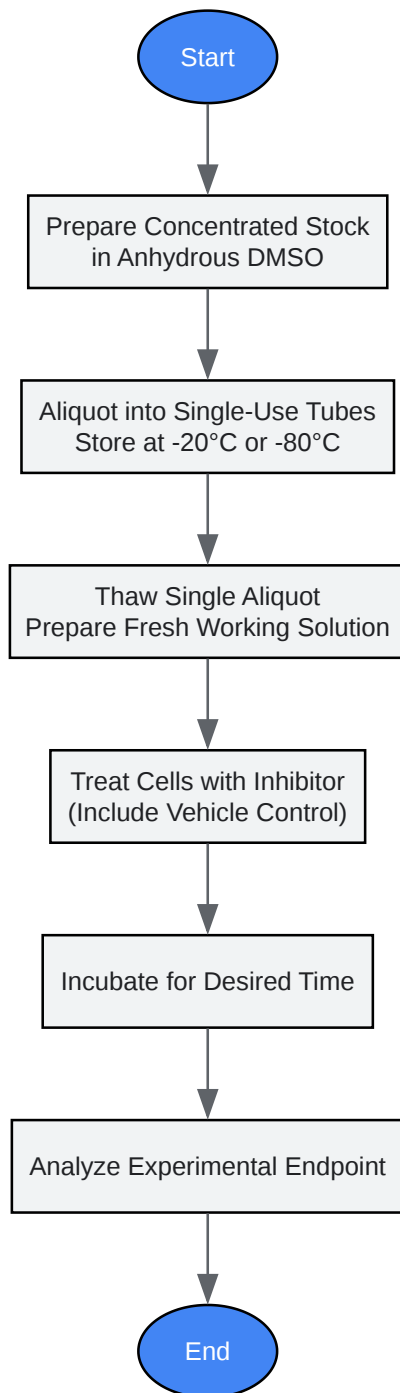 Start
Prepare Concentrated Stock
in Anhydrous DMSO
Aliquot into Single-Use Tubes
Store at -20°C or -80°C
Thaw Single Aliquot
Prepare Fresh Working Solution
Treat Cells with Inhibitor
(Include Vehicle Control)
Incubate for Desired Time
Analyze Experimental Endpoint
End